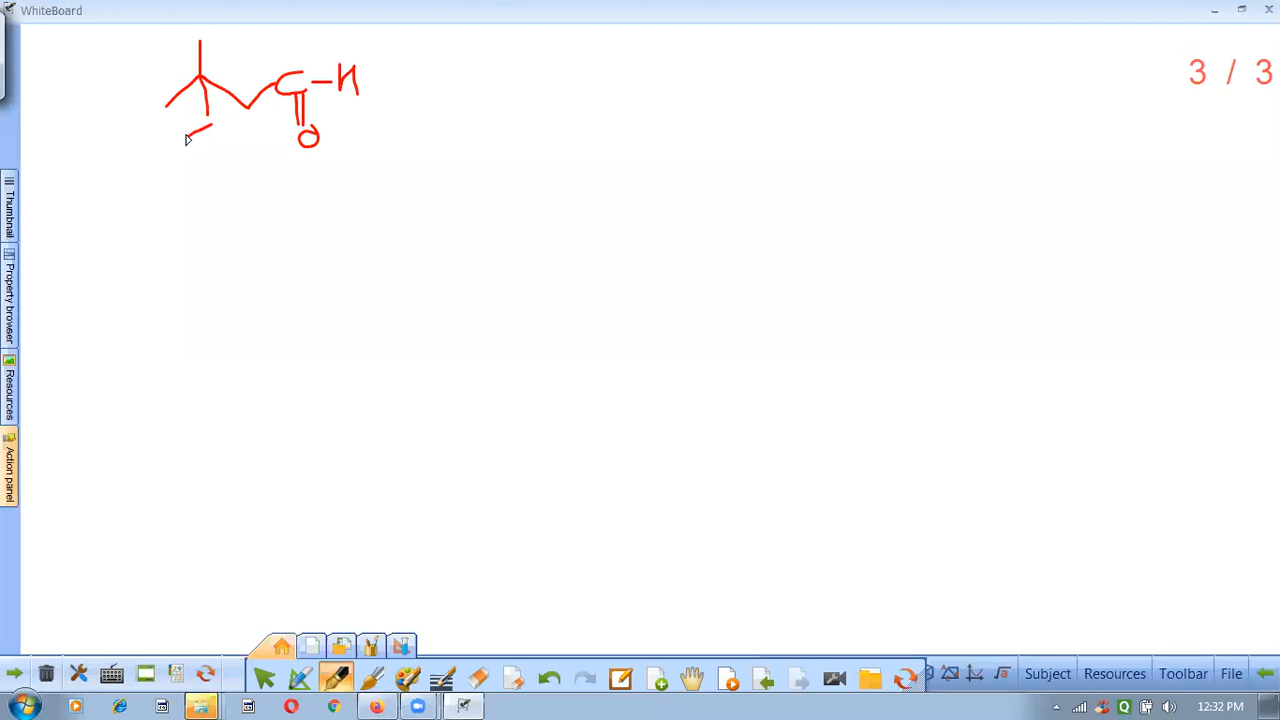 WhiteBoard
3 / 3
C - H
O
Thumbnail
Property browser
Resources
Action panel
Subject
Resources
Toolbar
File
12:32 PM